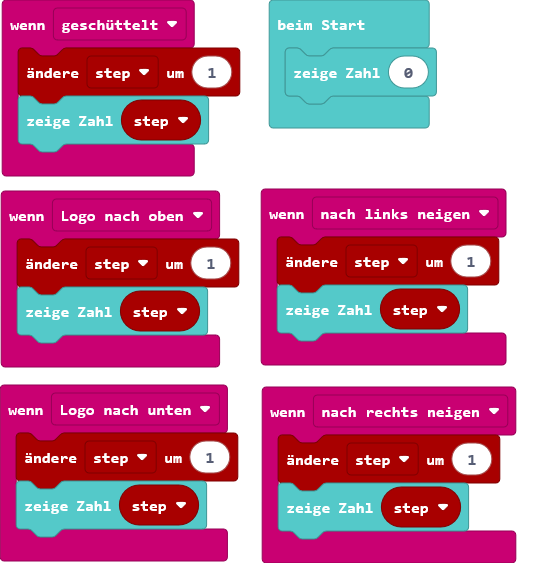 wenn geschüttelt
ändere step um 1
zeige Zahl step
beim Start
zeige Zahl 0
wenn Logo nach oben
ändere step um 1
zeige Zahl step
wenn nach links neigen
ändere step um 1
zeige Zahl step
wenn Logo nach unten
ändere step um 1
zeige Zahl step
wenn nach rechts neigen
ändere step um 1
zeige Zahl step